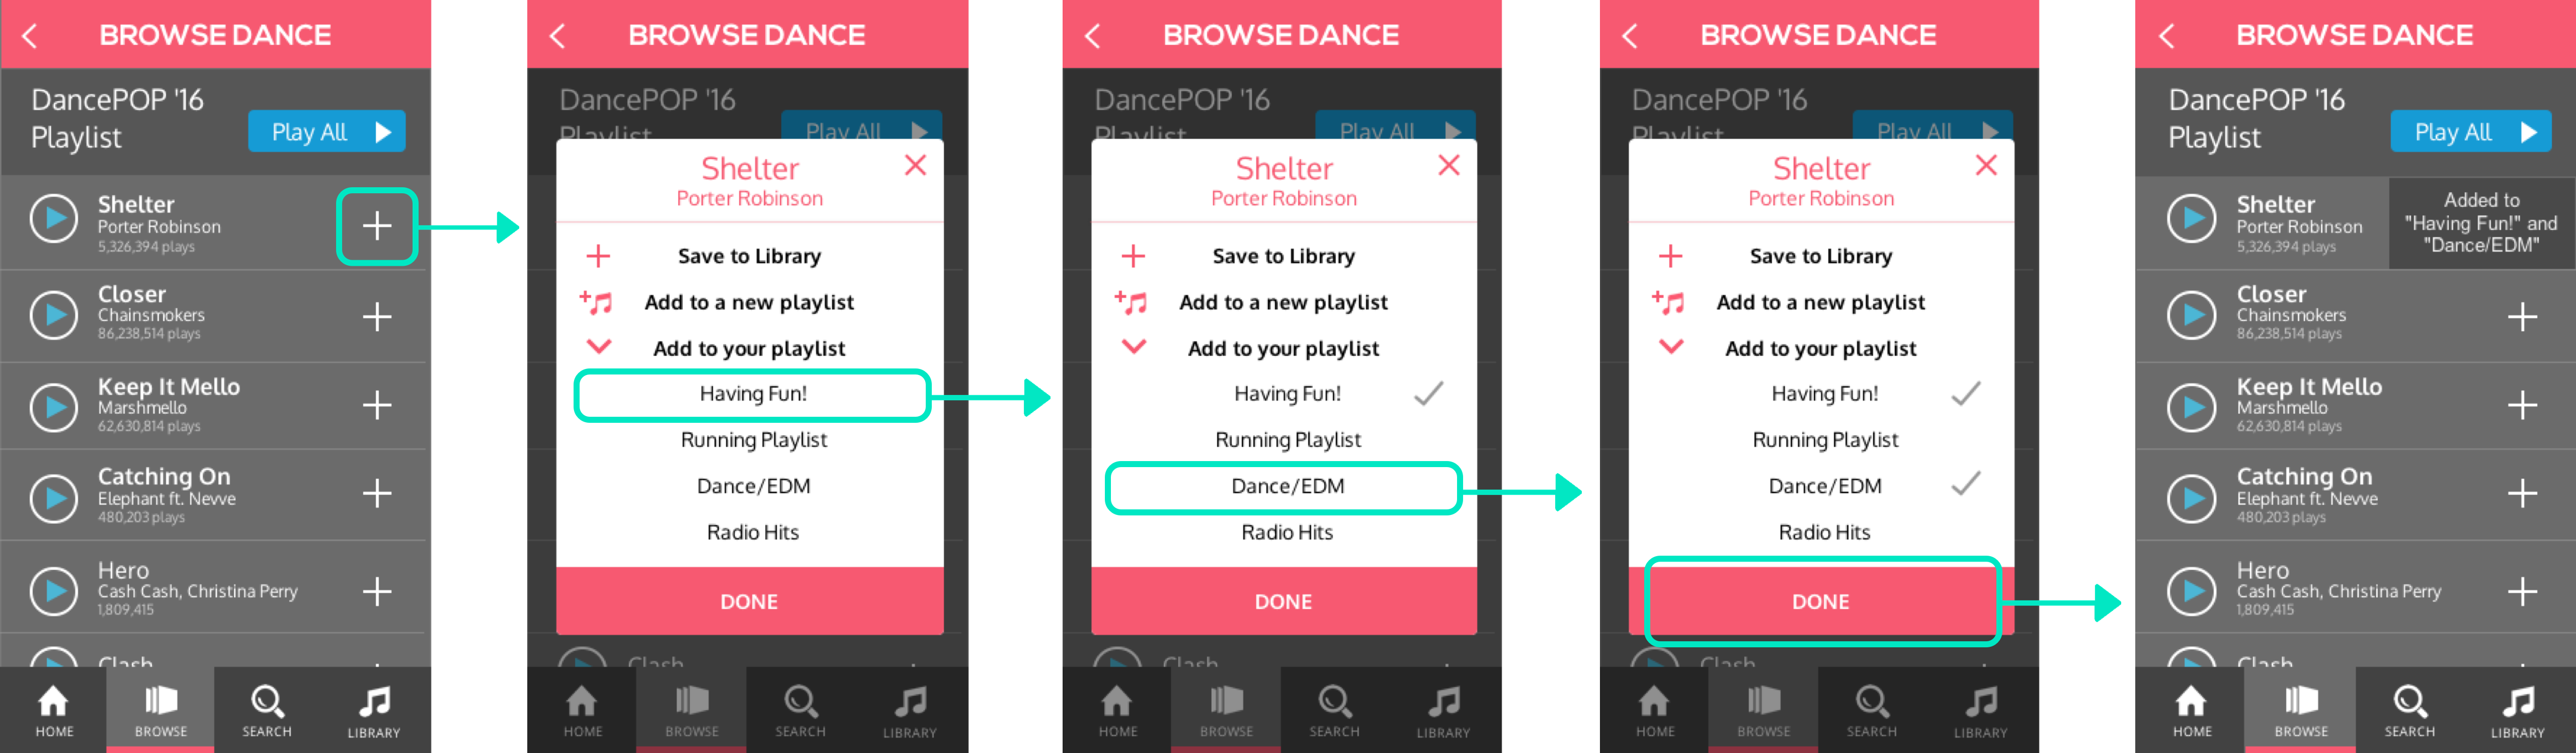 BROWSE DANCE
DancePOP '16
Playlist
Play All
Shelter
Porter Robinson
5,326,394 plays
Closer
Chainsmokers
86,238,514 plays
Keep It Mello
Marshmello
62,630,814 plays
Catching On
Elephant ft. Nevve
480,203 plays
Hero
Cash Cash, Christina Perry
1,809,415
Clash
HOME
BROWSE
SEARCH
LIBRARY
BROWSE DANCE
DancePOP '16
Playlist
Play All
Shelter
Porter Robinson
Save to Library
Add to a new playlist
Add to your playlist
Having Fun!
Running Playlist
Dance/EDM
Radio Hits
DONE
Clash
HOME
BROWSE
SEARCH
LIBRARY
BROWSE DANCE
DancePOP '16
Playlist
Play All
Shelter
Porter Robinson
Save to Library
Add to a new playlist
Add to your playlist
Having Fun!
Running Playlist
Dance/EDM
Radio Hits
DONE
Clash
HOME
BROWSE
SEARCH
LIBRARY
BROWSE DANCE
DancePOP '16
Playlist
Play All
Shelter
Porter Robinson
Save to Library
Add to a new playlist
Add to your playlist
Having Fun!
Running Playlist
Dance/EDM
Radio Hits
DONE
Clash
HOME
BROWSE
SEARCH
LIBRARY
BROWSE DANCE
DancePOP '16
Playlist
Play All
Shelter
Porter Robinson
5,326,394 plays
Added to
"Having Fun!" and
"Dance/EDM"
Closer
Chainsmokers
86,238,514 plays
Keep It Mello
Marshmello
62,630,814 plays
Catching On
Elephant ft. Nevve
480,203 plays
Hero
Cash Cash, Christina Perry
1,809,415
Clash
HOME
BROWSE
SEARCH
LIBRARY